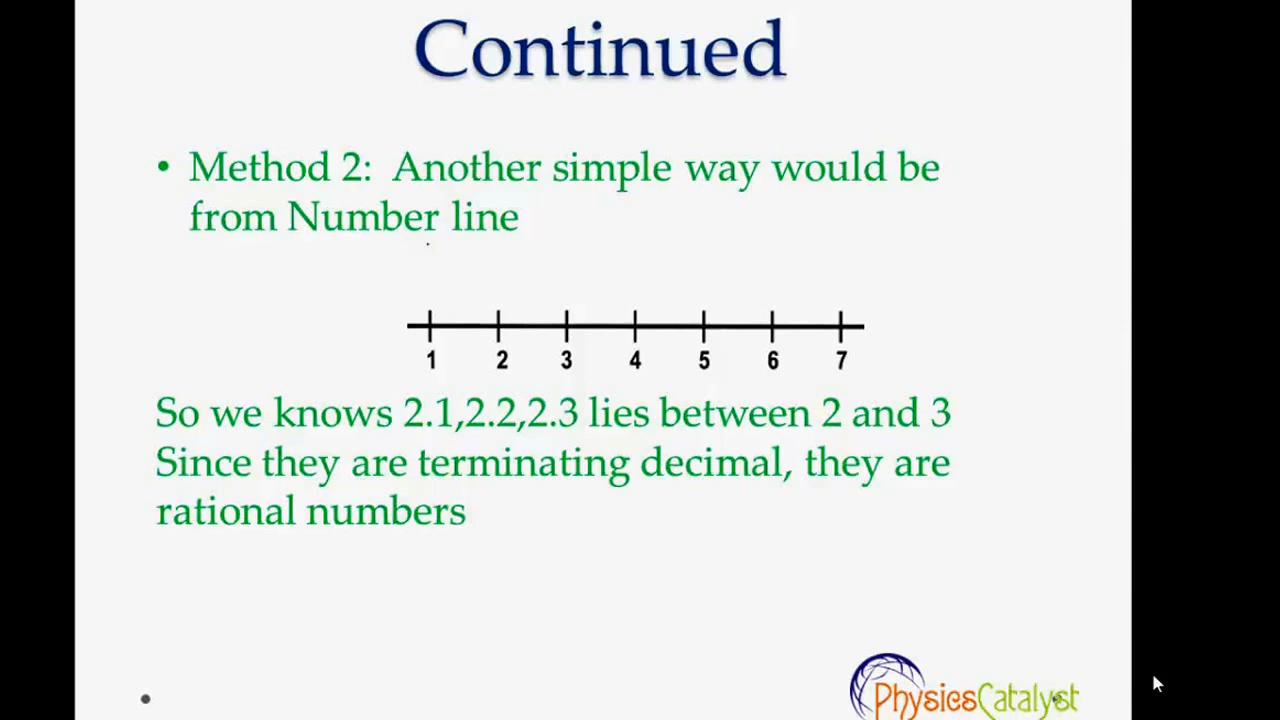 Continued
• Method 2: Another simple way would be
from Number line
1 2 3 4 5 6 7
So we knows 2.1,2.2,2.3 lies between 2 and 3
Since they are terminating decimal, they are
rational numbers
PhysicsCatalyst